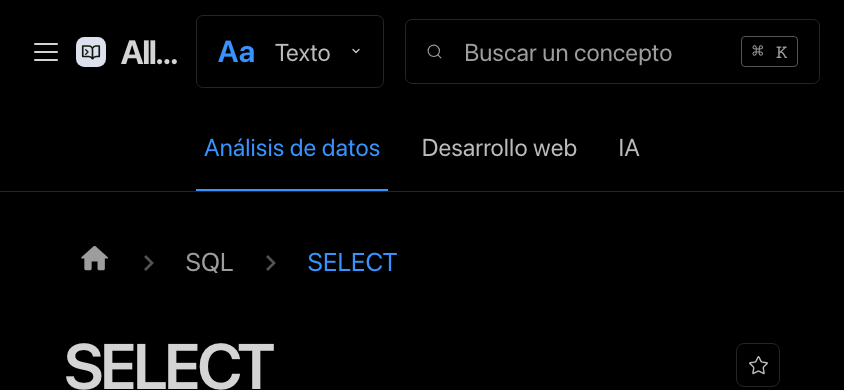 All...
Aa Texto
Buscar un concepto
⌘ K
Análisis de datos
Desarrollo web
IA
SQL
SELECT
SELECT